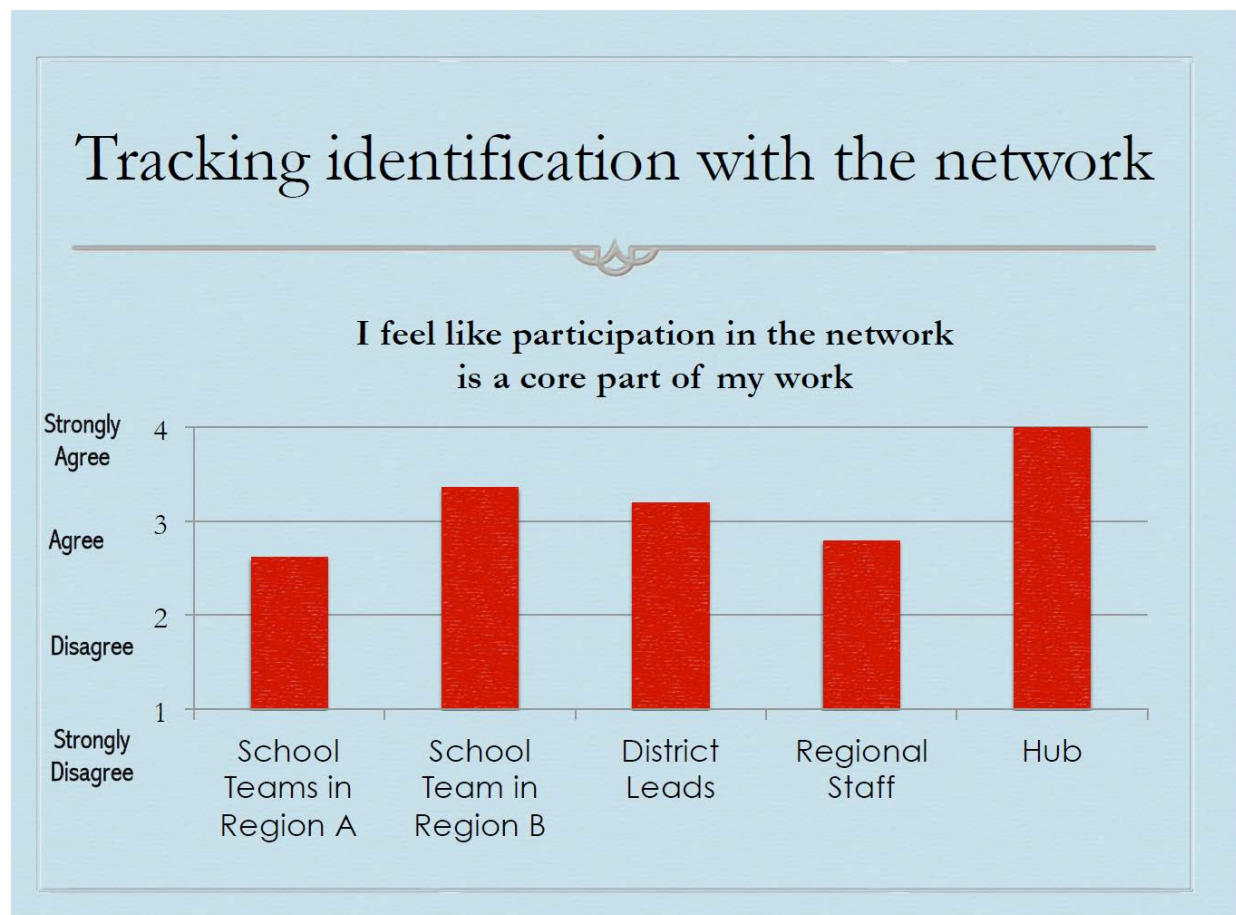 Tracking identification with the network
I feel like participation in the network
is a core part of my work
Strongly
Agree
4
Agree
3
Disagree
2
Strongly
Disagree
1
School
Teams in
Region A
School
Team in
Region B
District
Leads
Regional
Staff
Hub